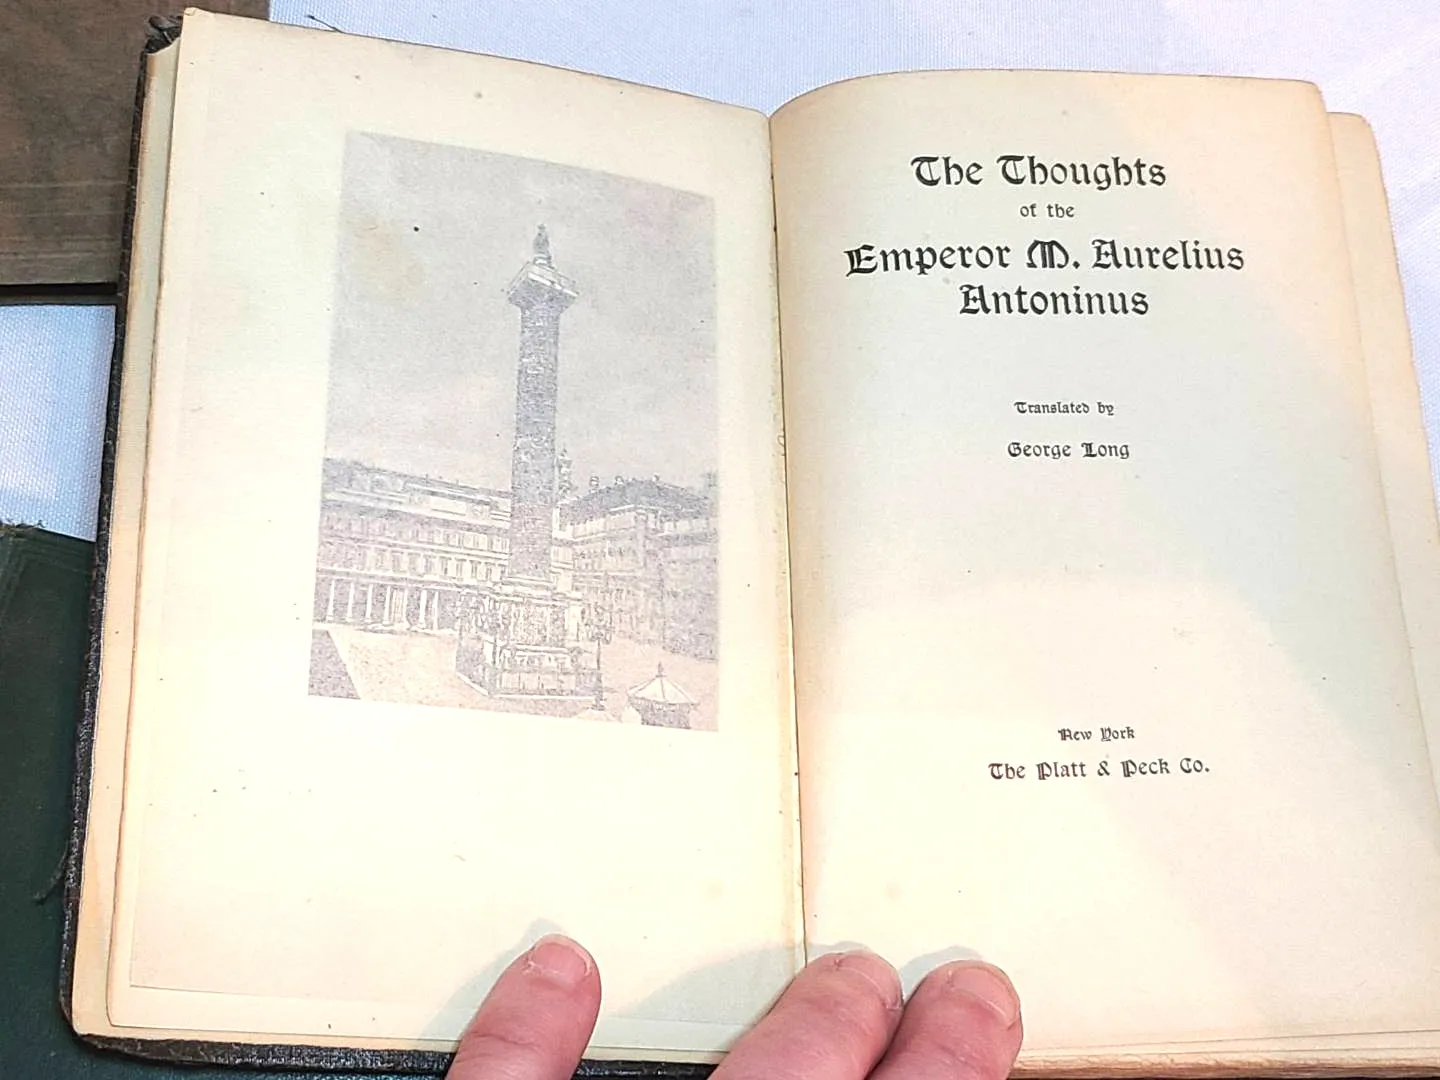 The Thoughts
of the
Emperor M. Aurelius
Antoninus
Translated by
George Long
New York
The Platt & Peck Co.